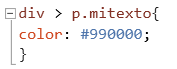 div > p.mitexto{
color: #990000;
}